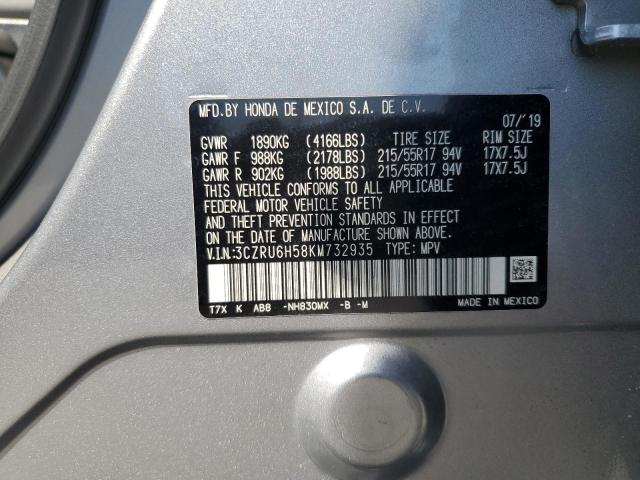 MFD.BY HONDA DE MEXICO S.A. DE C.V.
07/'19
GVWR 1890KG (4166LBS) TIRE SIZE RIM SIZE
GAWR F 988KG (2178LBS) 215/55R17 94V 17X7.5J
GAWR R 902KG (1988LBS) 215/55R17 94V 17X7.5J
THIS VEHICLE CONFORMS TO ALL APPLICABLE
FEDERAL MOTOR VEHICLE SAFETY
AND THEFT PREVENTION STANDARDS IN EFFECT
ON THE DATE OF MANUFACTURE SHOWN ABOVE.
V.I.N.:3CZRU6H58KM732935 TYPE: MPV
T7X K AB8 -NH830MX -B -M MADE IN MEXICO